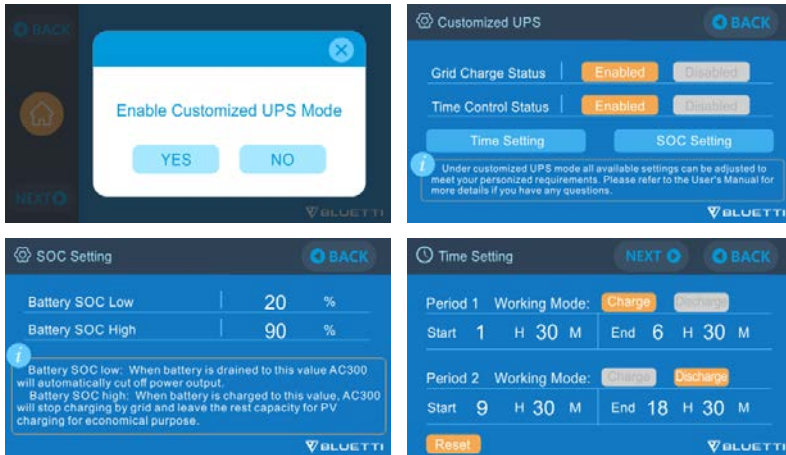 BACK
Enable Customized UPS Mode
YES NO
NEXT
BLUETTI
Customized UPS BACK
Grid Charge Status Enabled Disabled
Time Control Status Enabled Disabled
Time Setting SOC Setting
i
Under customized UPS mode all available settings can be adjusted to
meet your personized requirements. Please refer to the User's Manual for
more details if you have any questions.
BLUETTI
SOC Setting BACK
Battery SOC Low 20 %
Battery SOC High 90 %
i
Battery SOC low: When battery is drained to this value AC300
will automatically cut off power output.
Battery SOC high: When battery is charged to this value, AC300
will stop charging by grid and leave the rest capacity for PV
charging for economical purpose.
BLUETTI
Time Setting NEXT BACK
Period 1 Working Mode: Charge Discharge
Start 1 H 30 M End 6 H 30 M
Period 2 Working Mode: Charge Discharge
Start 9 H 30 M End 18 H 30 M
Reset
BLUETTI